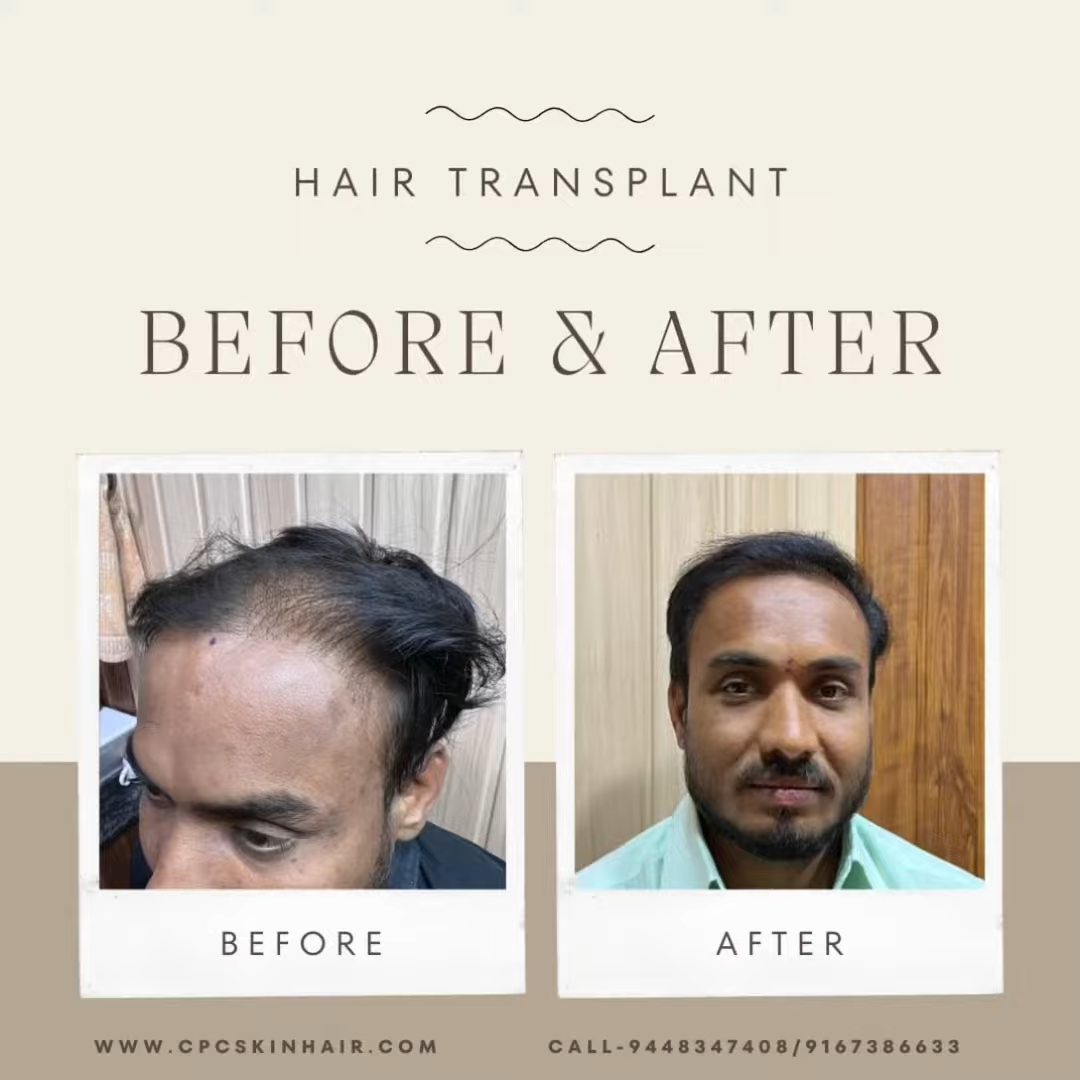 HAIR TRANSPLANT
BEFORE & AFTER
BEFORE
AFTER
WWW.CPCSKINHAIR.COM
CALL-9448347408/9167386633